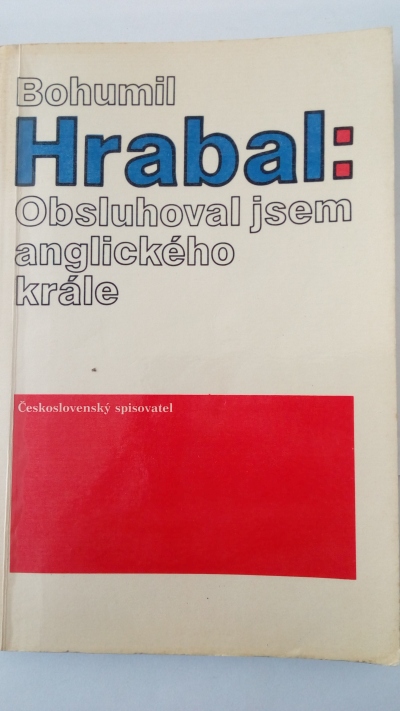 Bohumil
Hrabal:
Obsluhoval jsem
anglického
krále
Československý spisovatel